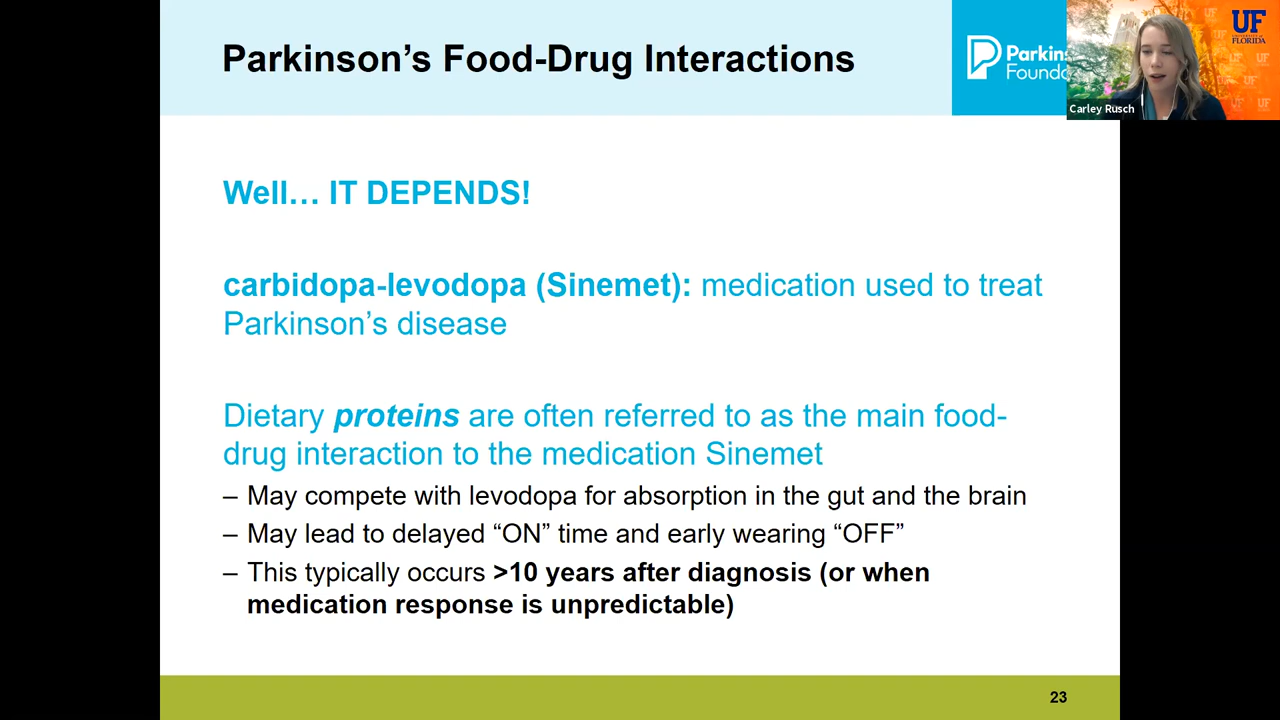 Parkinson’s Food-Drug Interactions
UF
UNIVERSITY of
FLORIDA
Carley Rusch
Well… IT DEPENDS!
carbidopa-levodopa (Sinemet): medication used to treat
Parkinson’s disease
Dietary proteins are often referred to as the main food-
drug interaction to the medication Sinemet
– May compete with levodopa for absorption in the gut and the brain
– May lead to delayed “ON” time and early wearing “OFF”
– This typically occurs >10 years after diagnosis (or when
medication response is unpredictable)
23